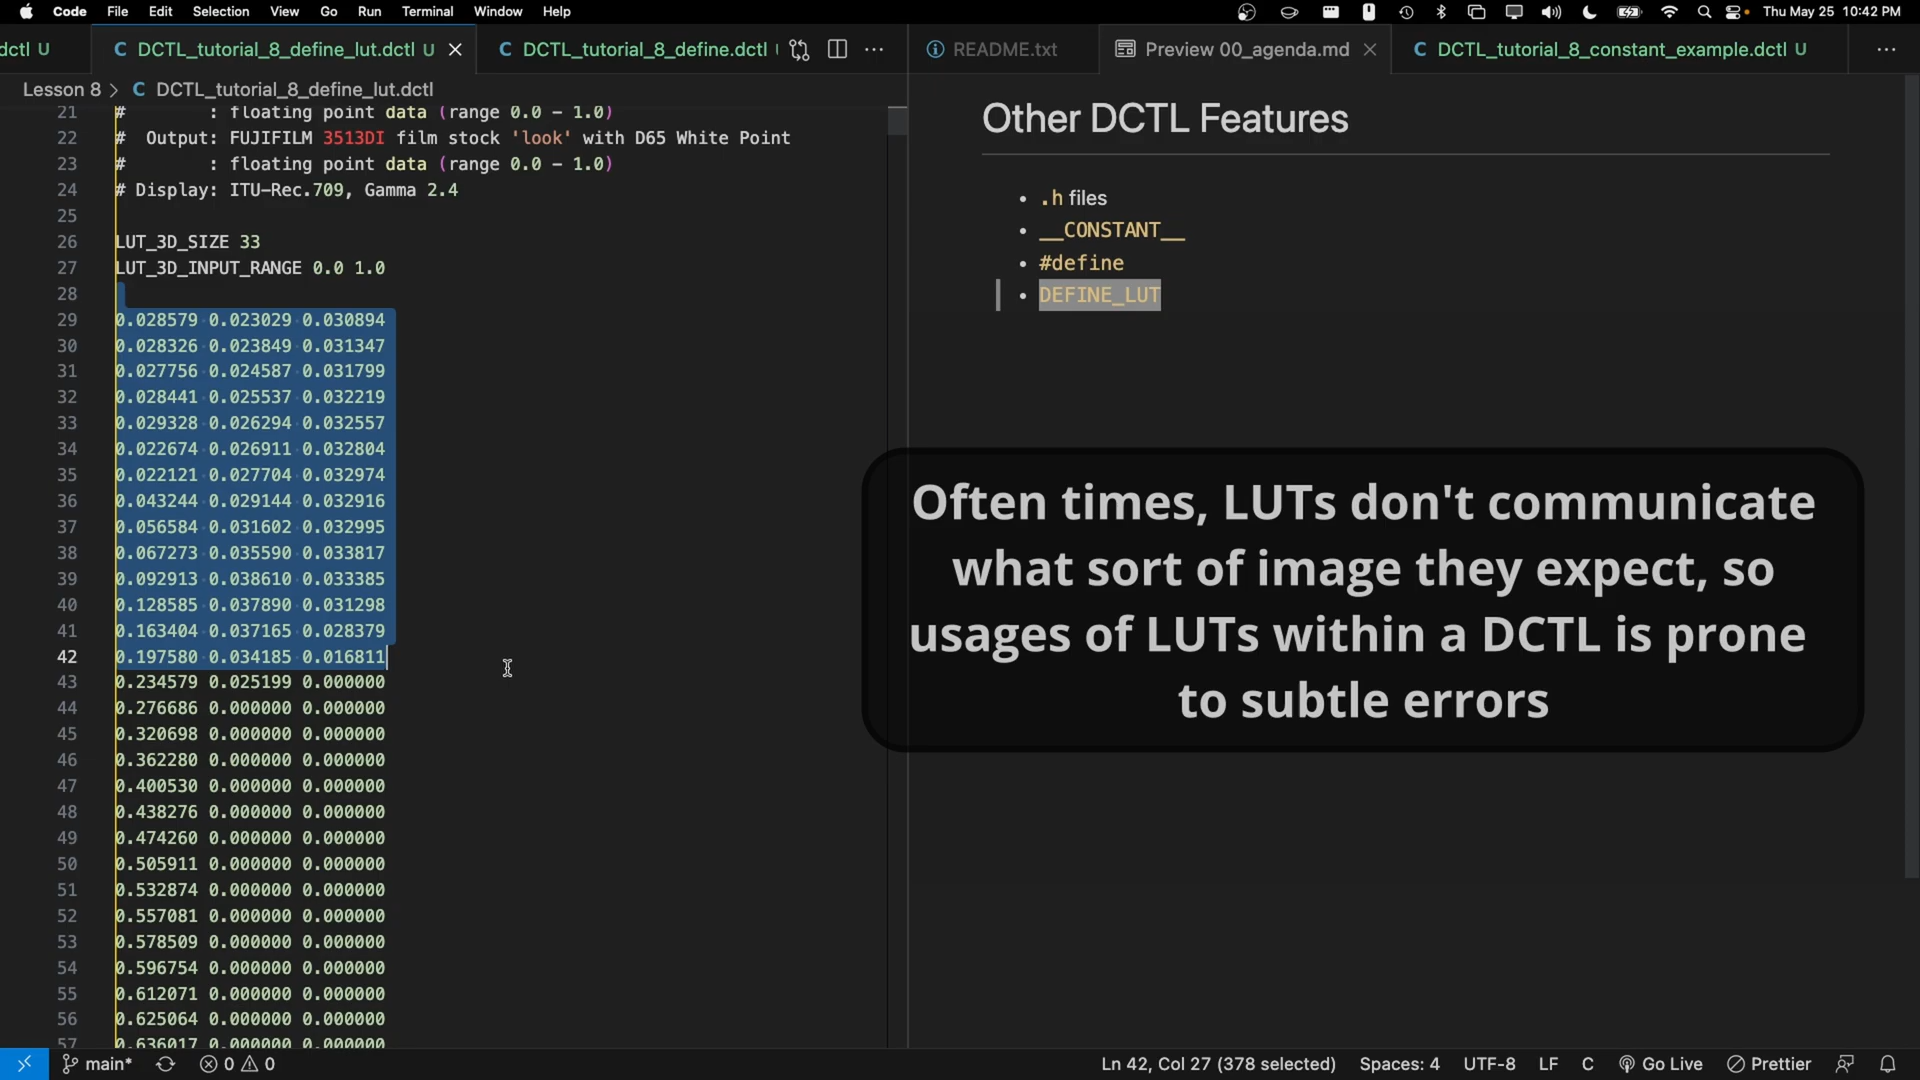 Code File Edit Selection View Go Run Terminal Window Help Thu May 25 10:42 PM
dctl U C DCTL_tutorial_8_define_lut.dctl U C DCTL_tutorial_8_define.dctl README.txt Preview 00_agenda.md C DCTL_tutorial_8_constant_example.dctl U
Lesson 8 > C DCTL_tutorial_8_define_lut.dctl
21 # : floating point data (range 0.0 - 1.0)
22 # Output: FUJIFILM 3513DI film stock 'look' with D65 White Point
23 # : floating point data (range 0.0 - 1.0)
24 # Display: ITU-Rec.709, Gamma 2.4
25
26 LUT_3D_SIZE 33
27 LUT_3D_INPUT_RANGE 0.0 1.0
28
29 0.028579 0.023029 0.030894
30 0.028326 0.023849 0.031347
31 0.027756 0.024587 0.031799
32 0.028441 0.025537 0.032219
33 0.029328 0.026294 0.032557
34 0.022674 0.026911 0.032804
35 0.022121 0.027704 0.032974
36 0.043244 0.029144 0.032916
37 0.056584 0.031602 0.032995
38 0.067273 0.035590 0.033817
39 0.092913 0.038610 0.033385
40 0.128585 0.037890 0.031298
41 0.163404 0.037165 0.028379
42 0.197580 0.034185 0.016811
43 0.234579 0.025199 0.000000
44 0.276686 0.000000 0.000000
45 0.320698 0.000000 0.000000
46 0.362280 0.000000 0.000000
47 0.400530 0.000000 0.000000
48 0.438276 0.000000 0.000000
49 0.474260 0.000000 0.000000
50 0.505911 0.000000 0.000000
51 0.532874 0.000000 0.000000
52 0.557081 0.000000 0.000000
53 0.578509 0.000000 0.000000
54 0.596754 0.000000 0.000000
55 0.612071 0.000000 0.000000
56 0.625064 0.000000 0.000000
57 0.636017 0.000000 0.000000
Other DCTL Features
• .h files
• __CONSTANT__
• #define
• DEFINE_LUT
Often times, LUTs don't communicate
what sort of image they expect, so
usages of LUTs within a DCTL is prone
to subtle errors
main* 0 0 Ln 42, Col 27 (378 selected) Spaces: 4 UTF-8 LF C Go Live Prettier